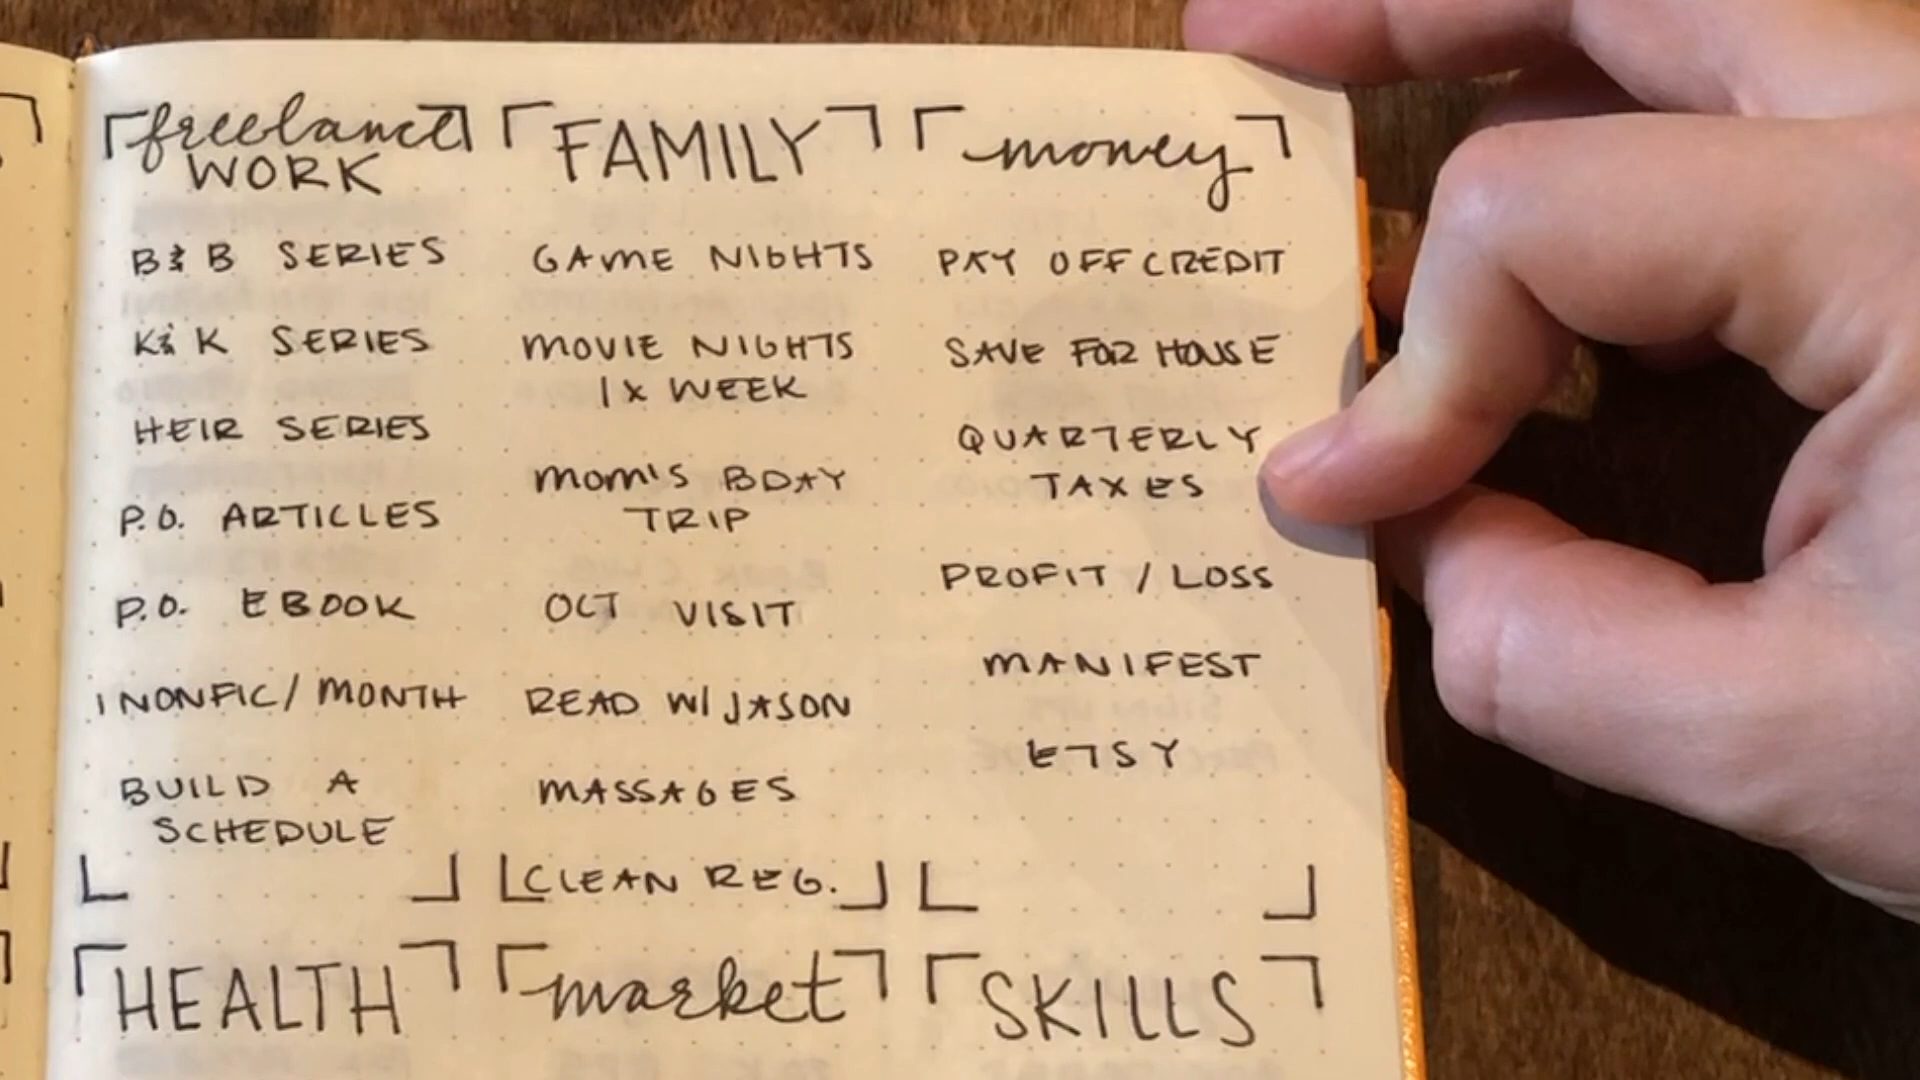 freelance
WORK
B&B SERIES
K&K SERIES
HEIR SERIES
P.O. ARTICLES
P.O. EBOOK
1 NONFIC/MONTH
BUILD A
SCHEDULE
FAMILY
GAME NIGHTS
MOVIE NIGHTS
1X WEEK
MOM'S BDAY
TRIP
OCT VISIT
READ W/ JASON
MASSAGES
CLEAN REG.
money
PAY OFF CREDIT
SAVE FOR HOUSE
QUARTERLY
TAXES
PROFIT / LOSS
MANIFEST
ETSY
HEALTH
market
SKILLS